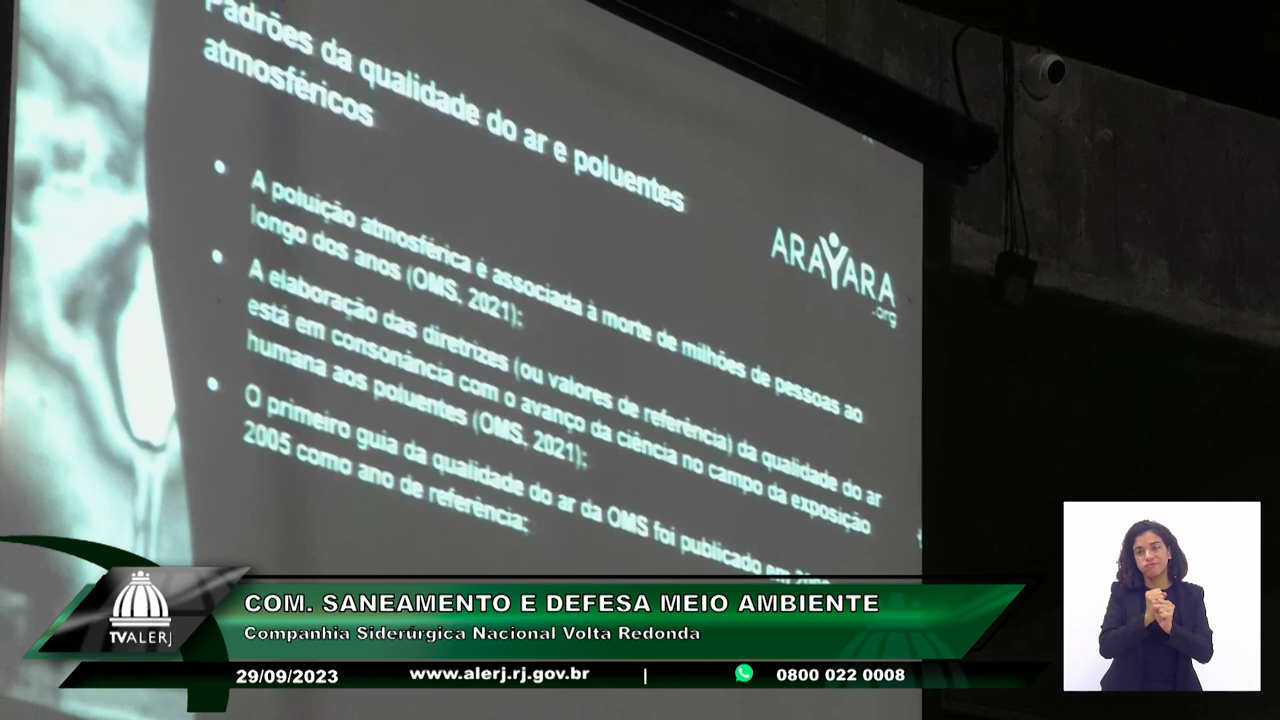 Padrões da qualidade do ar e poluentes
atmosféricos
ARAYARA
.org
A poluição atmosférica é associada à morte de milhões de pessoas ao
longo dos anos (OMS, 2021);
A elaboração das diretrizes (ou valores de referência) da qualidade do ar
está em consonância com o avanço da ciência no campo da exposição
humana aos poluentes (OMS, 2021);
O primeiro guia da qualidade do ar da OMS foi publicado em
2005 como ano de referência;
TVALERJ
COM. SANEAMENTO E DEFESA MEIO AMBIENTE
Companhia Siderúrgica Nacional Volta Redonda
29/09/2023 www.alerj.rj.gov.br | 0800 022 0008